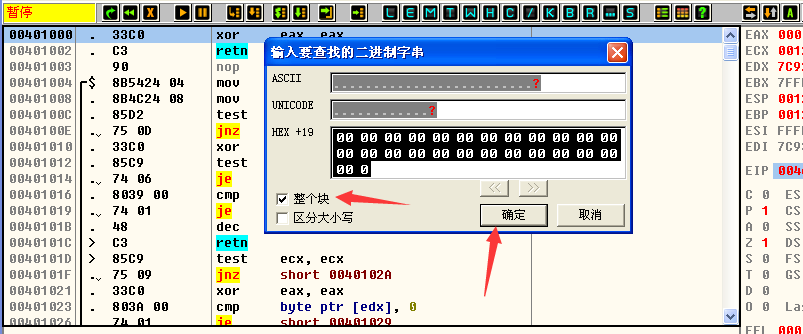 暂停 L E M T W H C / K B R ... S ?
00401000 . 33C0 xor eax, eax
00401002 . C3 retn
00401003 90 nop
00401004 $ 8B5424 04 mov
00401008 . 8B4C24 08 mov
0040100C . 85D2 test
0040100E . 75 0D jnz
00401010 . 33C0 xor
00401012 . 85C9 test
00401014 . 74 06 je
00401016 . 8039 00 cmp
00401019 . 74 01 je
0040101B . 48 dec
0040101C > C3 retn
0040101D > 85C9 test ecx, ecx
0040101F . 75 09 jnz short 0040102A
00401021 . 33C0 xor eax, eax
00401023 . 803A 00 cmp byte ptr [edx], 0
00401026 . 74 01 je short 00401029
输入要查找的二进制字串
ASCII ..........................?
UNICODE ............?
HEX +19
00 00 00 00 00 00 00 00 00 00 00 00
00 00 00 00 00 00 00 00 00 00 00 00
00 0
<< >>
整个块
区分大小写
确定 取消
EAX 000
ECX 001
EDX 7C9
EBX 7FF
ESP 001
EBP 001
ESI FFF
EDI 7C9
EIP 004
C 0 ES
P 1 CS
A 0 SS
Z 1 DS
S 0 FS
T 0 GS
D 0
O 0 Las